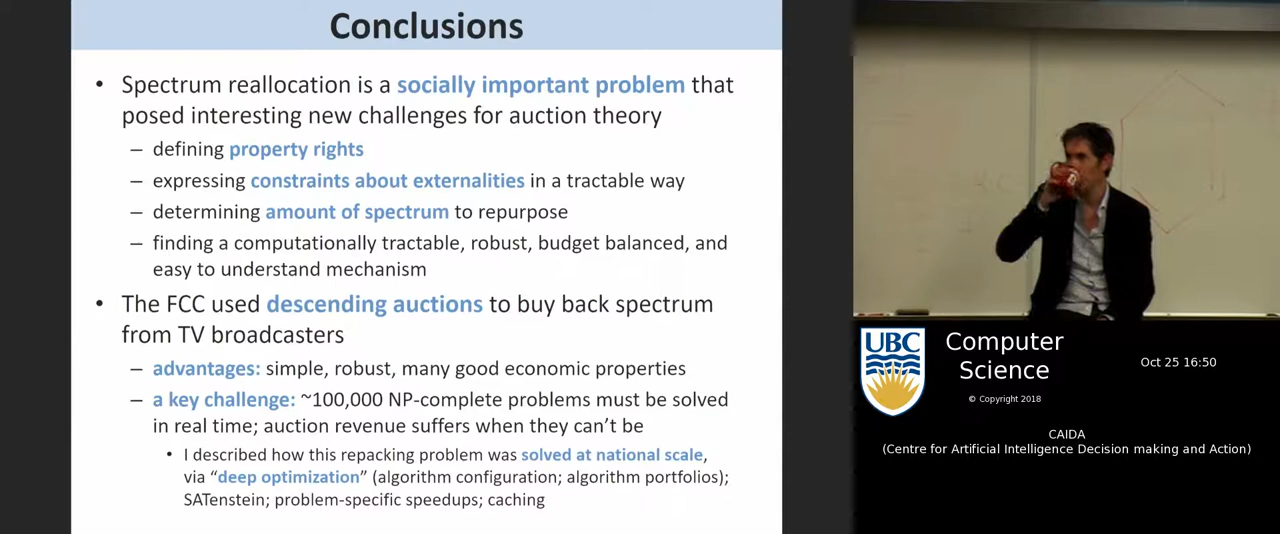 Conclusions
• Spectrum reallocation is a socially important problem that
posed interesting new challenges for auction theory
– defining property rights
– expressing constraints about externalities in a tractable way
– determining amount of spectrum to repurpose
– finding a computationally tractable, robust, budget balanced, and
easy to understand mechanism
• The FCC used descending auctions to buy back spectrum
from TV broadcasters
– advantages: simple, robust, many good economic properties
– a key challenge: ~100,000 NP-complete problems must be solved
in real time; auction revenue suffers when they can't be
• I described how this repacking problem was solved at national scale,
via “deep optimization” (algorithm configuration; algorithm portfolios);
SATenstein; problem-specific speedups; caching
UBC
Computer
Science
© Copyright 2018
Oct 25 16:50
CAIDA
(Centre for Artificial Intelligence Decision making and Action)